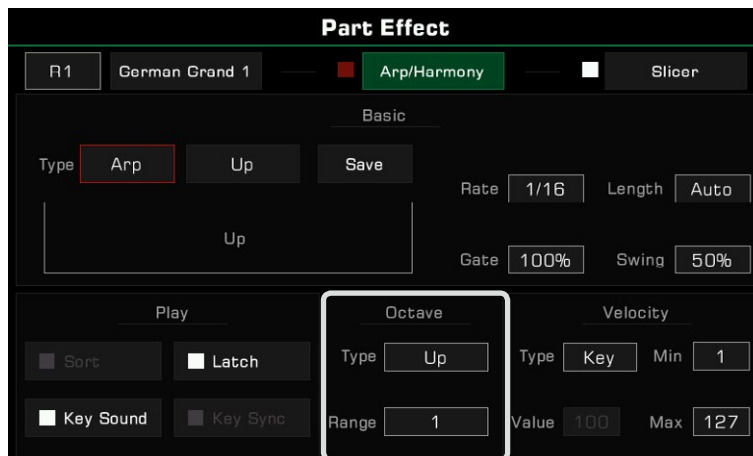 Part Effect
R1 German Grand 1 Arp/Harmony Slicer
Basic
Type Arp Up Save
Rate 1/16 Length Auto
Up
Gate 100% Swing 50%
Play Octave Velocity
Sort Latch Type Up Type Key Min 1
Key Sound Key Sync Range 1 Value 100 Max 127